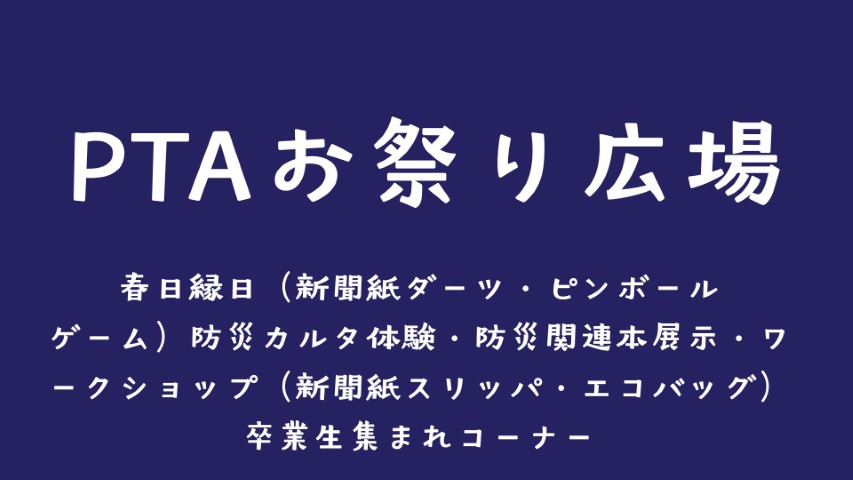 PTAお祭り広場
春日縁日（新聞紙ダーツ・ピンボール
ゲーム）防災カルタ体験・防災関連本展示・ワ
ークショップ（新聞紙スリッパ・エコバッグ）
卒業生集まれコーナー